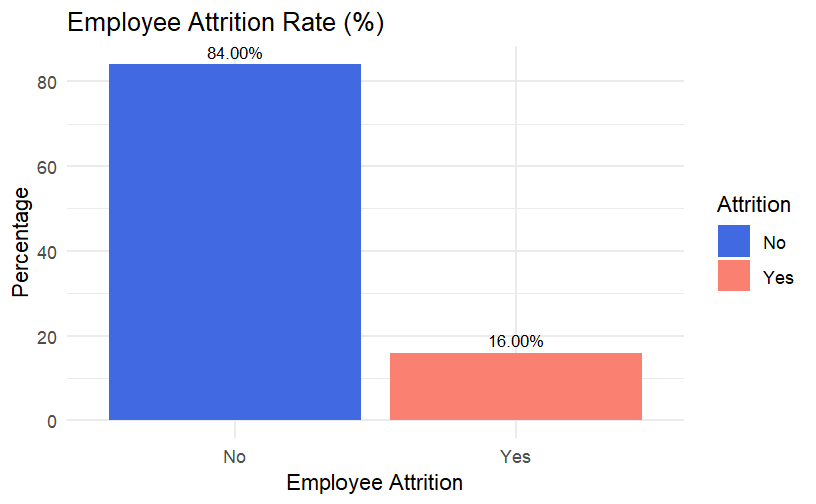 Employee Attrition Rate (%)
84.00%
80
60
Percentage
40
20
0
16.00%
No
Yes
Employee Attrition
Attrition
No
Yes